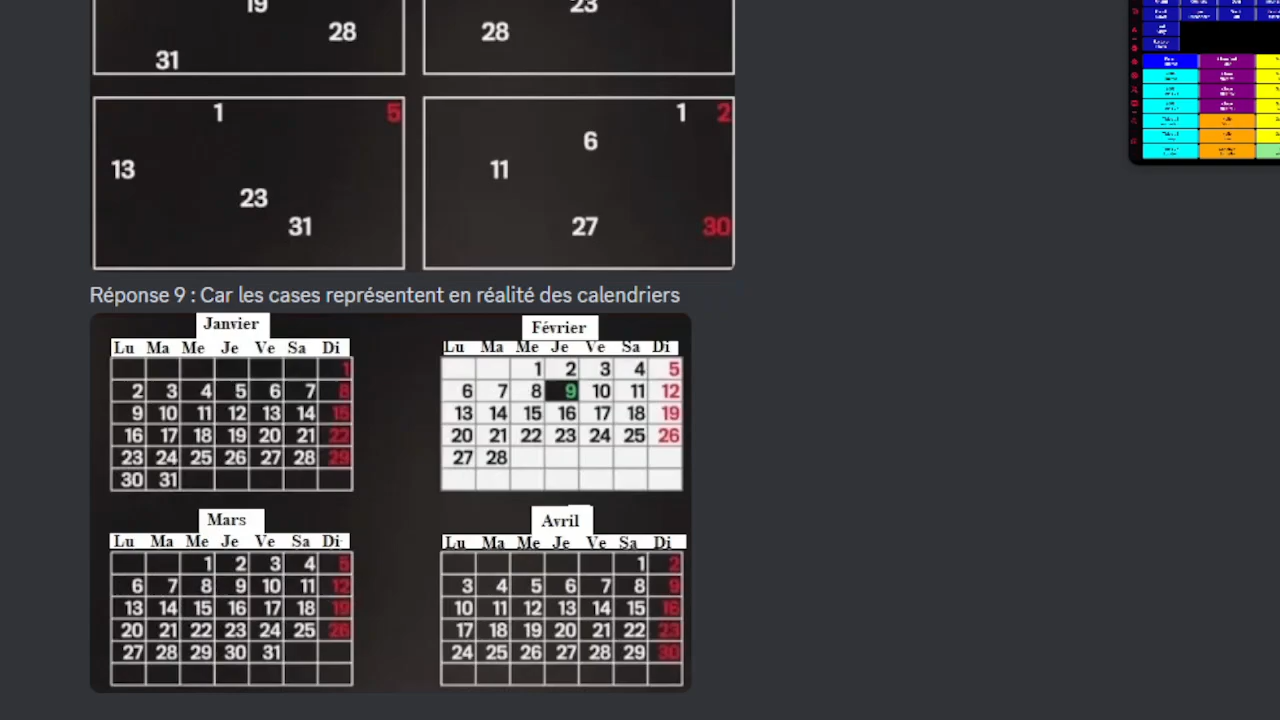 19
23
28
28
31
1
5
1
2
6
13
11
23
31
27
30
Réponse 9 : Car les cases représentent en réalité des calendriers
Janvier
Lu Ma Me Je Ve Sa Di
1
2 3 4 5 6 7 8
9 10 11 12 13 14 15
16 17 18 19 20 21 22
23 24 25 26 27 28 29
30 31
Février
Lu Ma Me Je Ve Sa Di
1 2 3 4 5
6 7 8 9 10 11 12
13 14 15 16 17 18 19
20 21 22 23 24 25 26
27 28
Mars
Lu Ma Me Je Ve Sa Di
1 2 3 4 5
6 7 8 9 10 11 12
13 14 15 16 17 18 19
20 21 22 23 24 25 26
27 28 29 30 31
Avril
Lu Ma Me Je Ve Sa Di
1 2
3 4 5 6 7 8 9
10 11 12 13 14 15 16
17 18 19 20 21 22 23
24 25 26 27 28 29 30